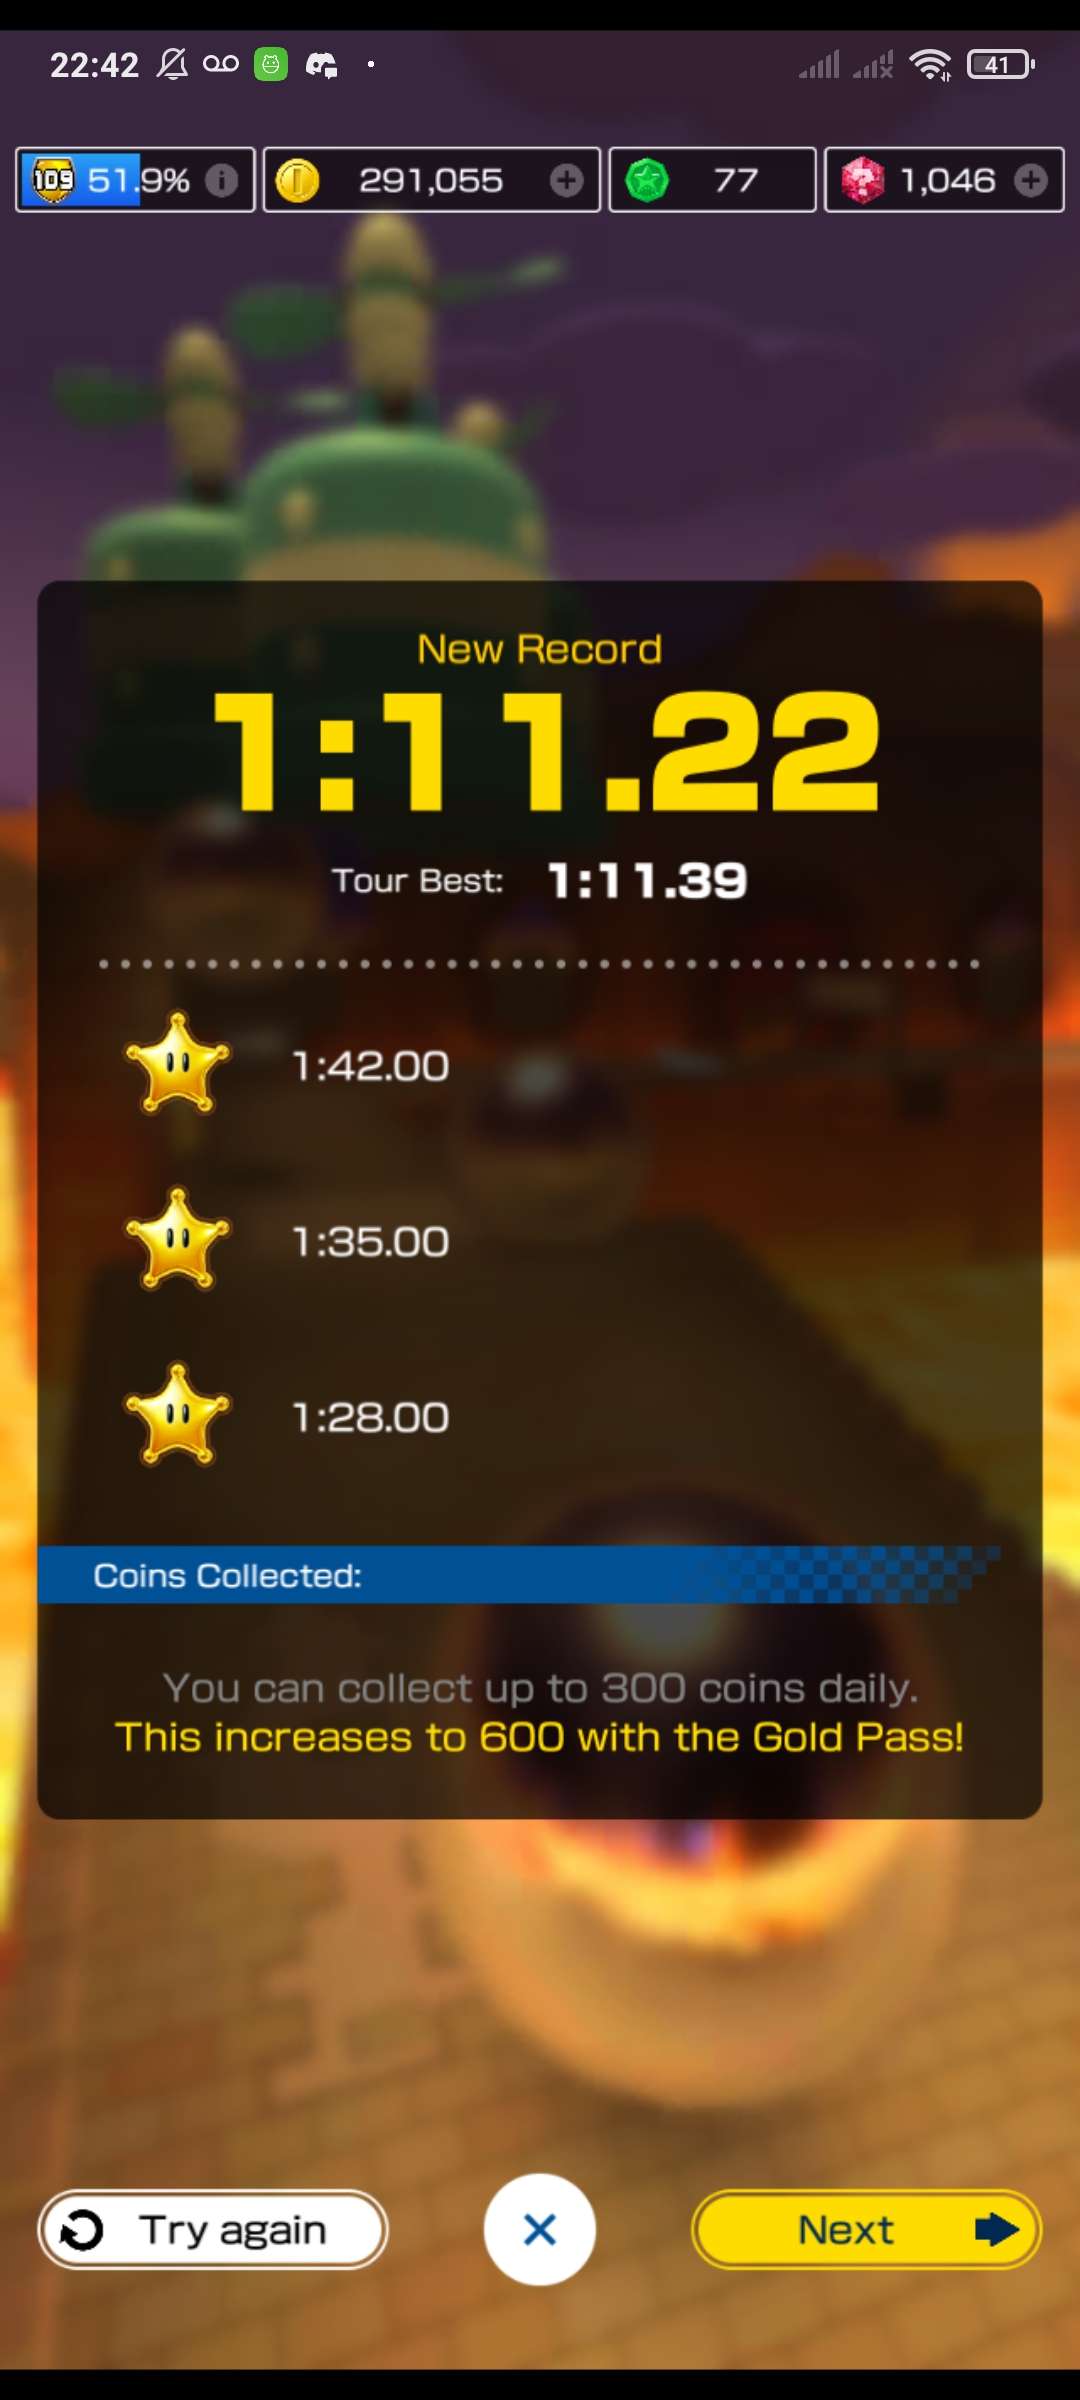 22:42 41
109 51.9% i 291,055 77 1,046
New Record
1:11.22
Tour Best: 1:11.39
1:42.00
1:35.00
1:28.00
Coins Collected:
You can collect up to 300 coins daily.
This increases to 600 with the Gold Pass!
Try again
Next